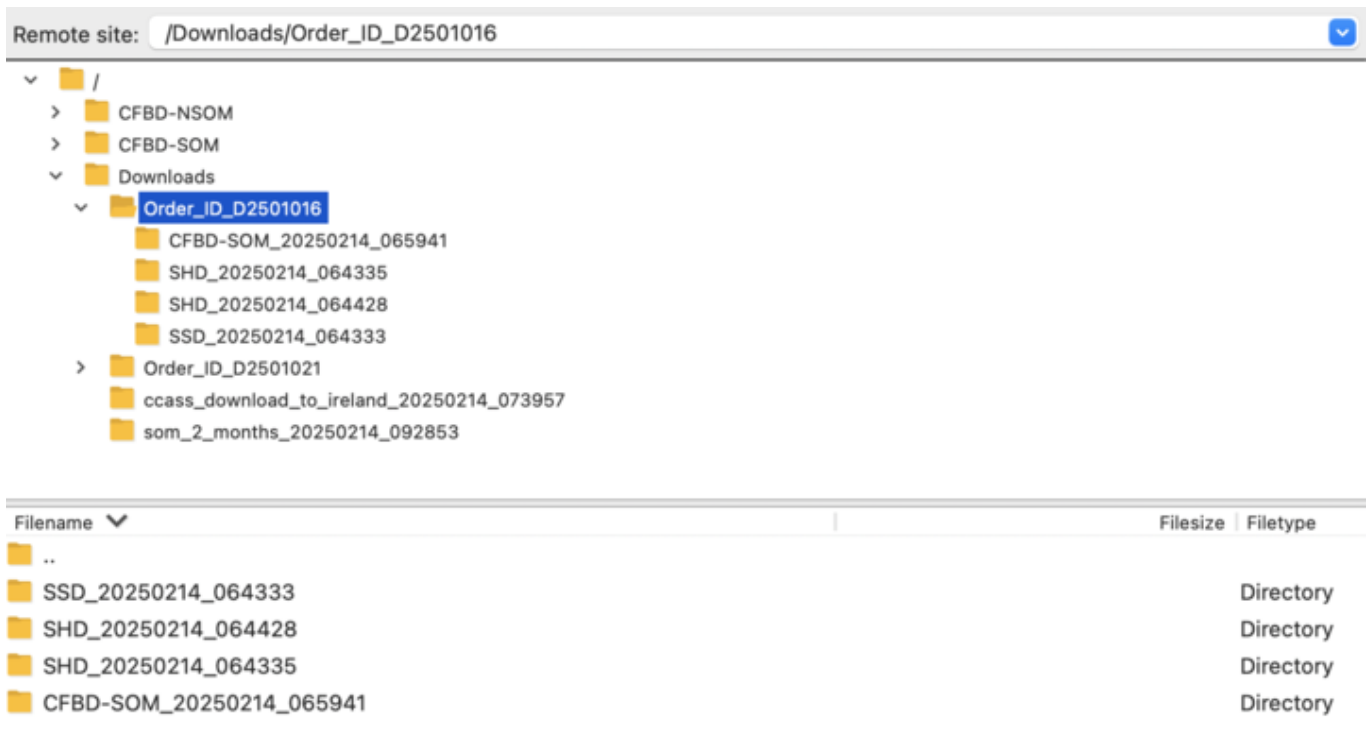 Remote site: /Downloads/Order_ID_D2501016
/
CFBD-NSOM
CFBD-SOM
Downloads
Order_ID_D2501016
CFBD-SOM_20250214_065941
SHD_20250214_064335
SHD_20250214_064428
SSD_20250214_064333
Order_ID_D2501021
ccass_download_to_ireland_20250214_073957
som_2_months_20250214_092853
Filename Filesize Filetype
..
SSD_20250214_064333 Directory
SHD_20250214_064428 Directory
SHD_20250214_064335 Directory
CFBD-SOM_20250214_065941 Directory